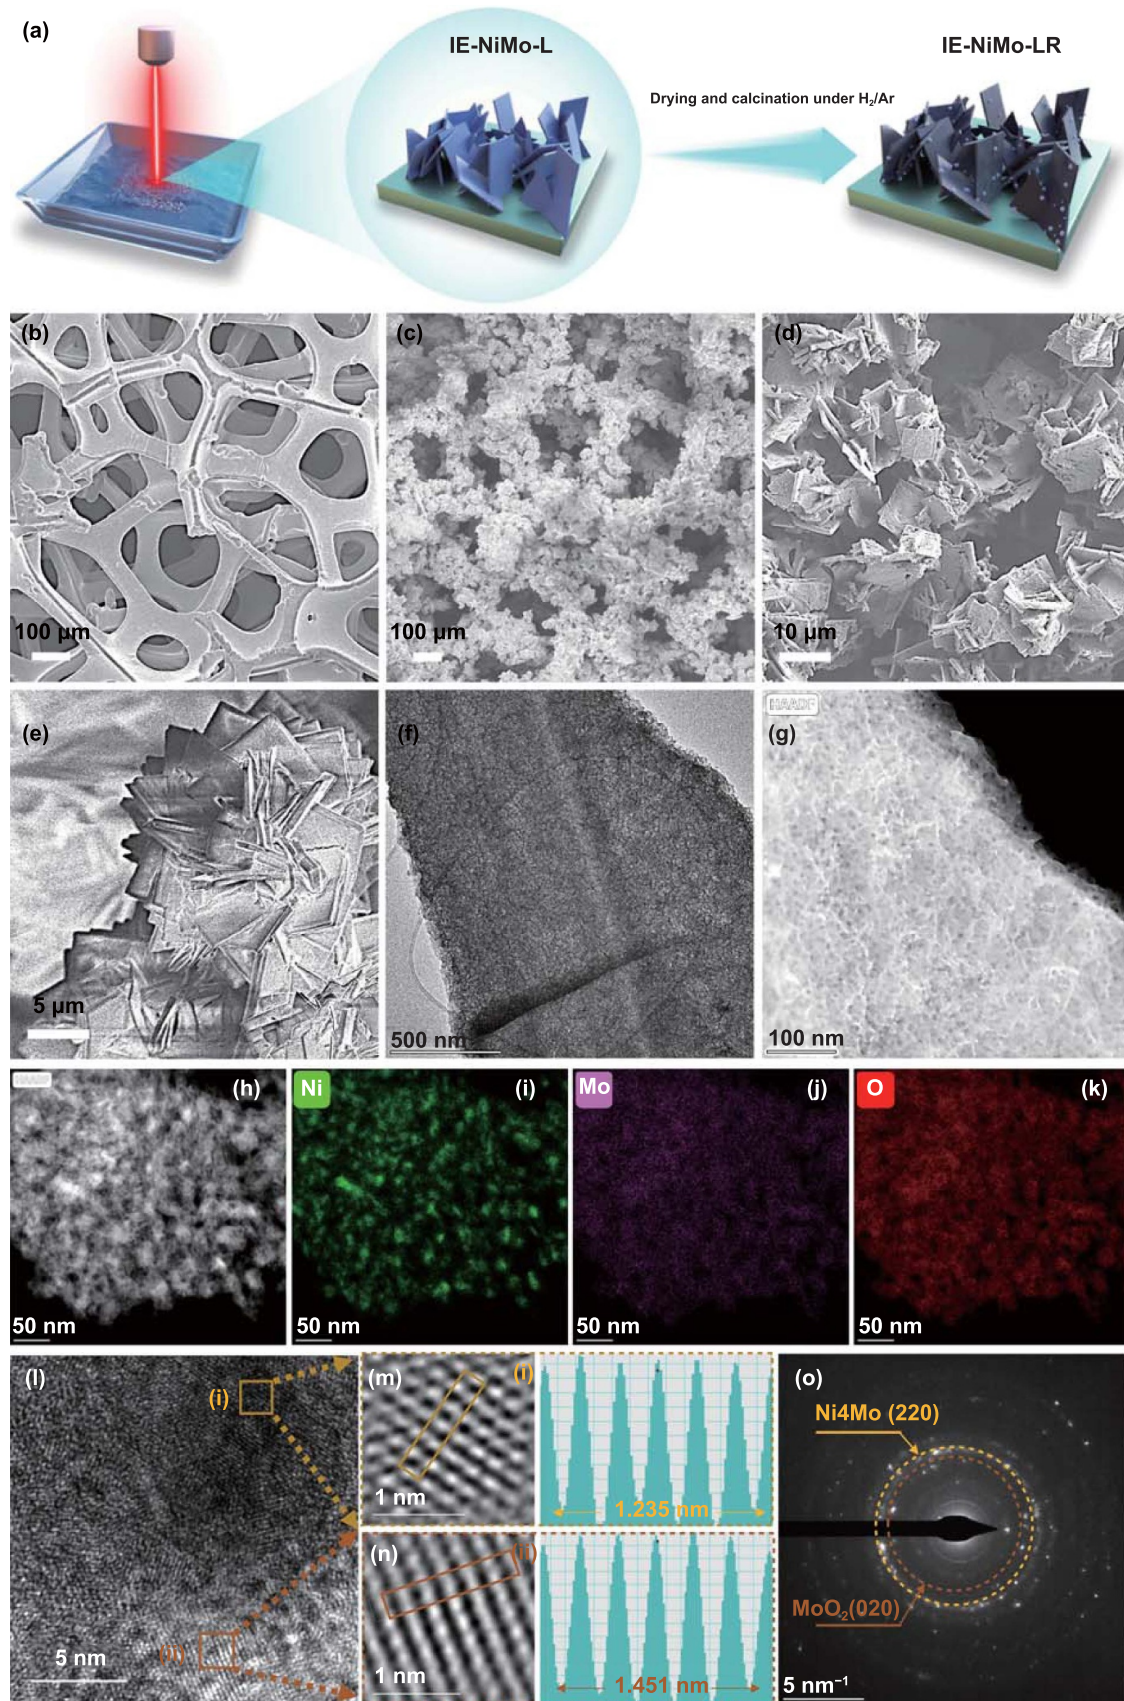 (a)
IE-NiMo-L
IE-NiMo-LR
Drying and calcination under H₂/Ar
(b)
100 μm
(c)
100 μm
(d)
10 μm
(e)
5 μm
(f)
500 nm
HAADF
(g)
100 nm
HAADF
(h)
50 nm
Ni
(i)
50 nm
Mo
(j)
50 nm
O
(k)
50 nm
(l)
(i)
(ii)
5 nm
(m)
(i)
1 nm
1.235 nm
(n)
(ii)
1 nm
1.451 nm
(o)
Ni4Mo (220)
MoO₂(020)
5 nm⁻¹